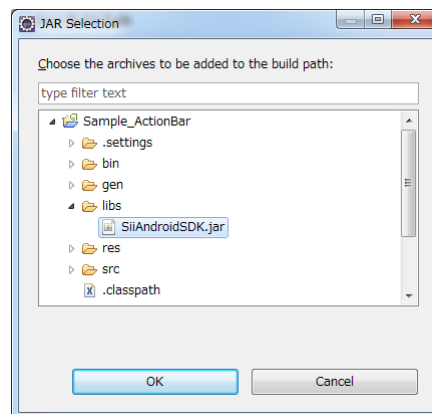 JAR Selection
Choose the archives to be added to the build path:
type filter text
Sample_ActionBar
.settings
bin
gen
libs
SiiAndroidSDK.jar
res
src
.classpath
OK
Cancel